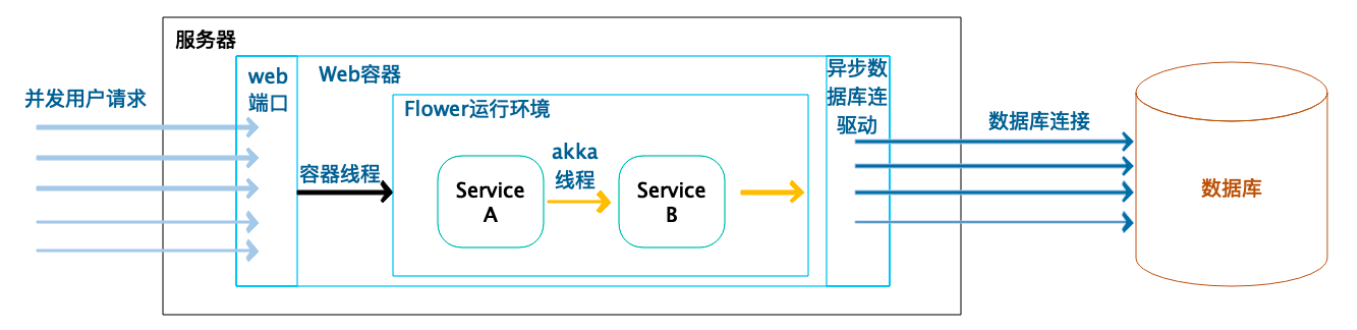 服务器
并发用户请求
web
端口
Web容器
Flower运行环境
容器线程
Service
A
akka
线程
Service
B
异步数
据库连
驱动
数据库连接
数据库